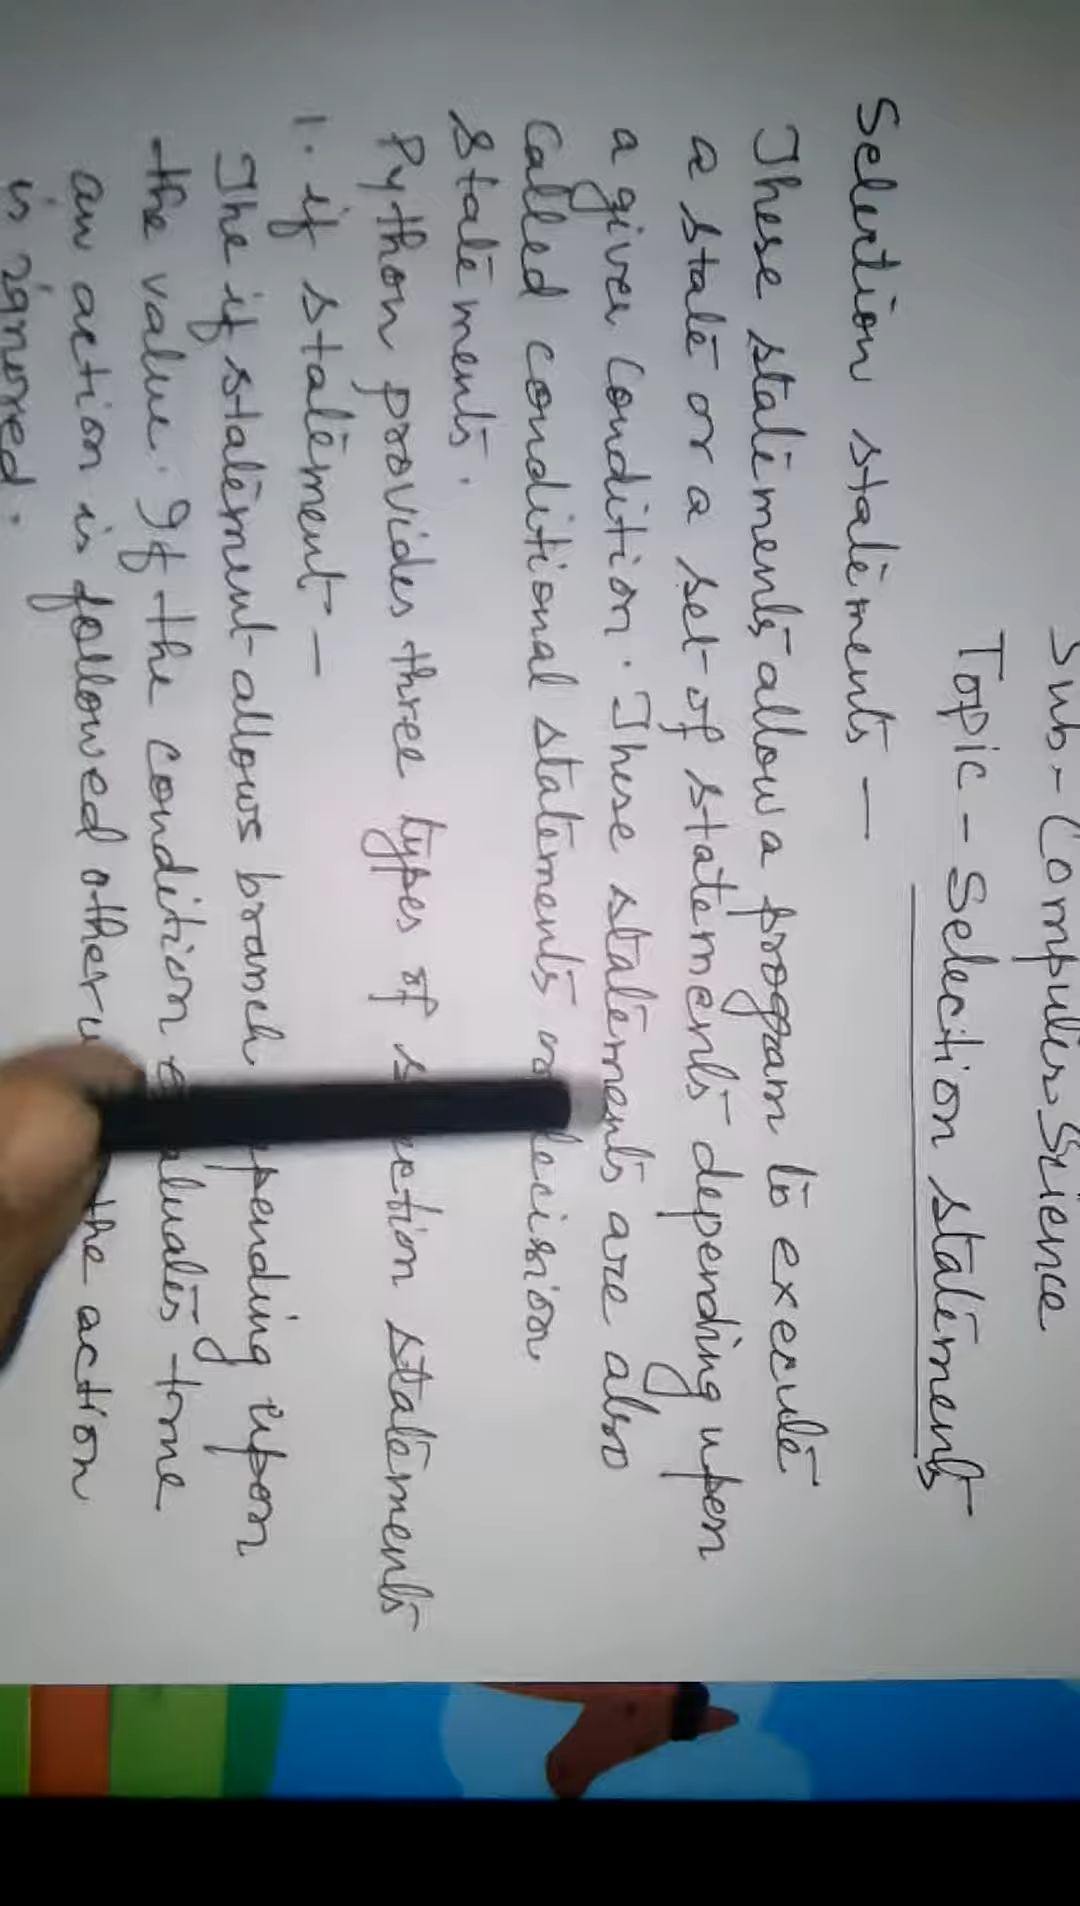 Sub - Computer Science
Topic - Selection statements
Selection statements —
These statements allow a program to execute
a state or a set of statements depending upon
a given condition. These statements are also
called conditional statements or decision
statements.
Python provides three types of selection statements
1. if statement —
The if statement allows branch depending upon
the value. If the condition evaluates tome
an action is followed otherwise the action
is ignored.